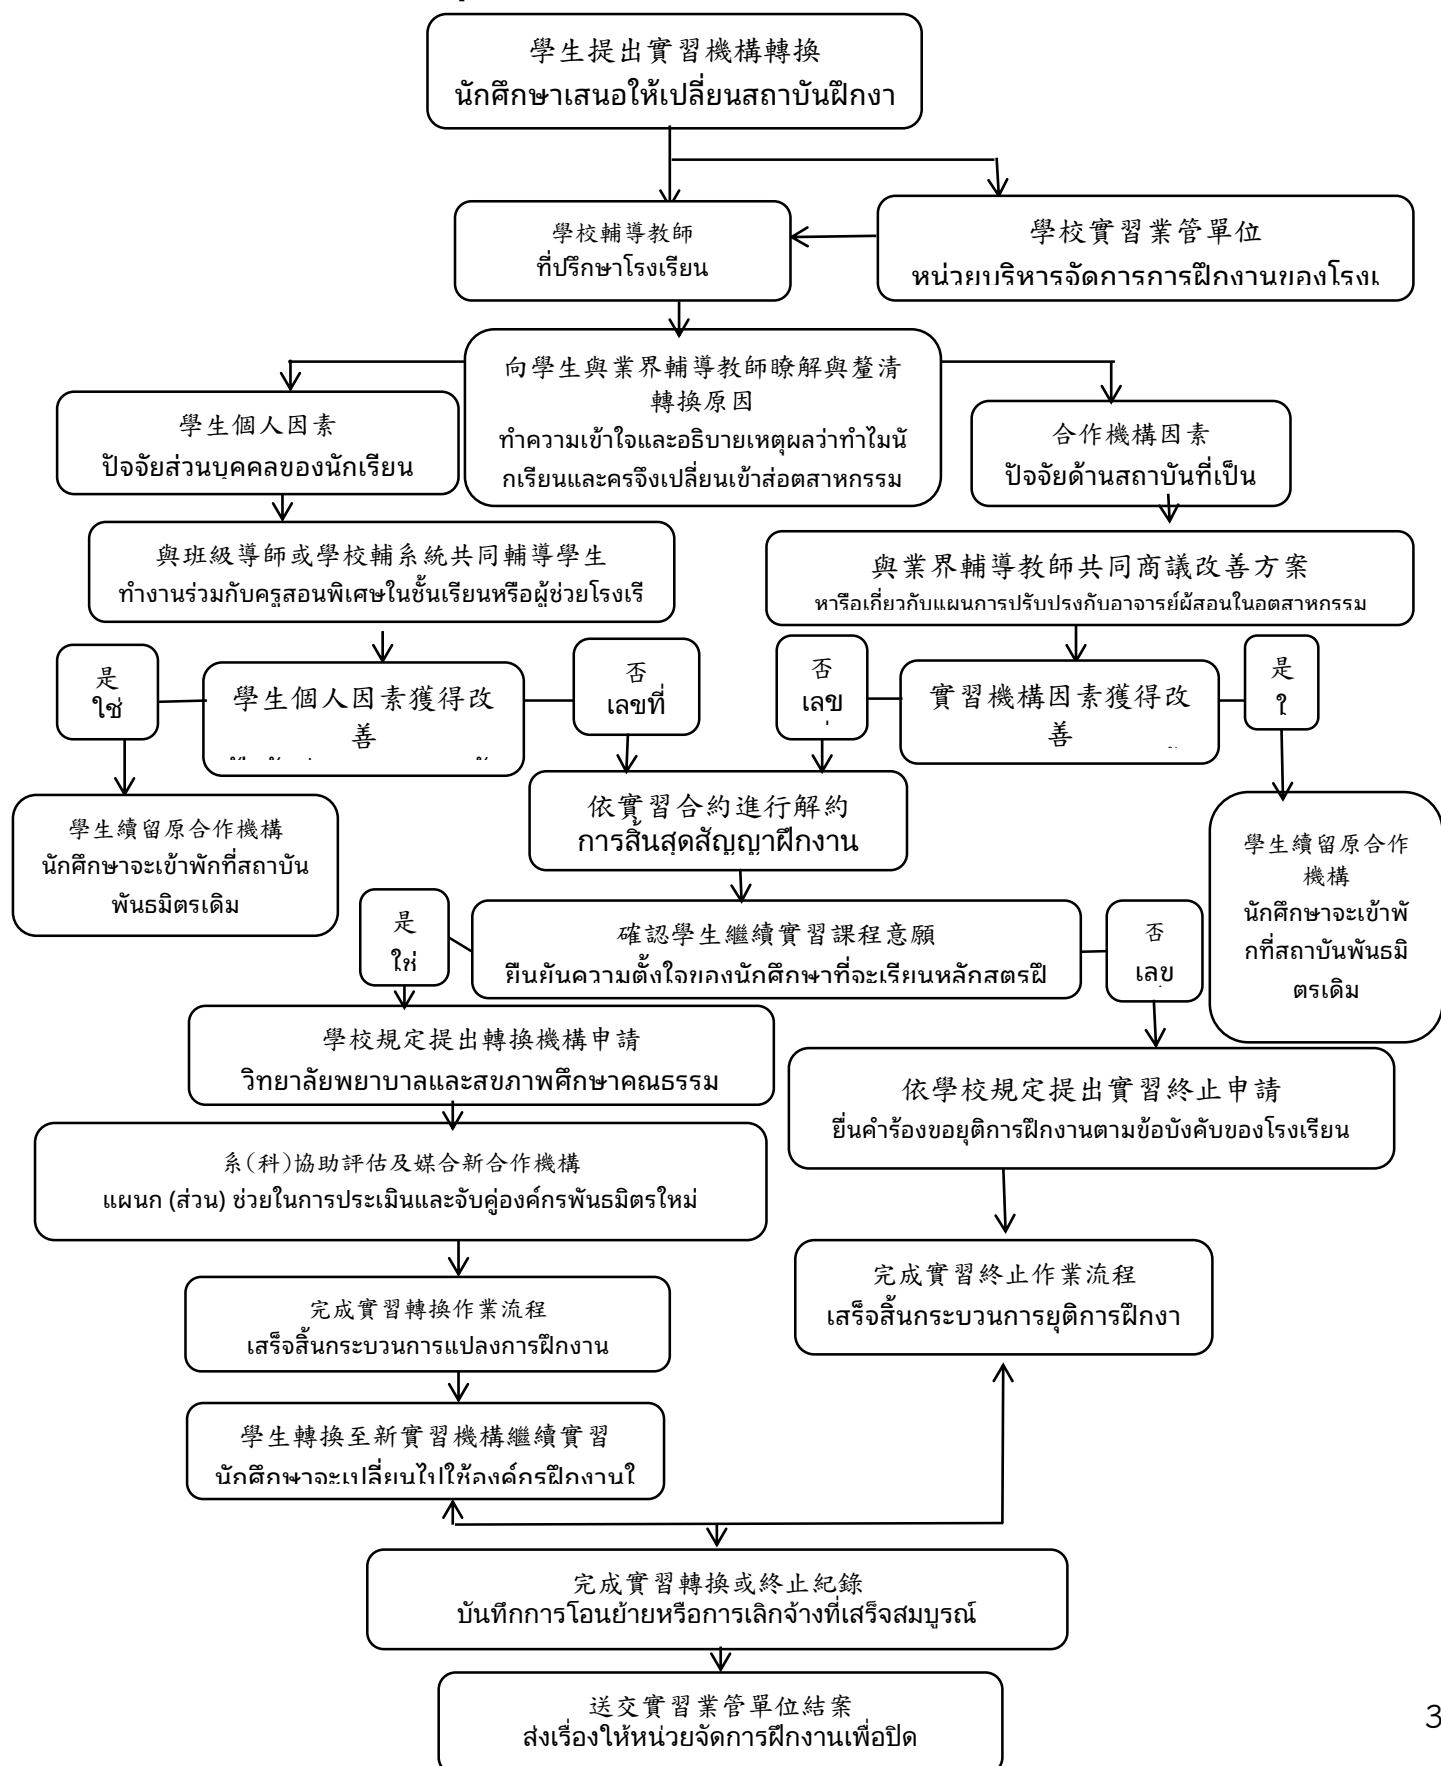 學生提出實習機構轉換
นักศึกษาเสนอให้เปลี่ยนสถาบันฝึกงา
學校輔導教師
ที่ปรึกษาโรงเรียน
學校實習業管單位
หน่วยบริหารจัดการการฝึกงานของโรงเ
向學生與業界輔導教師瞭解與釐清
轉換原因
ทำความเข้าใจและอธิบายเหตุผลว่าทำไมนั
กเรียนและครูจึงเปลี่ยนเข้าสู่อุตสาหกรรม
學生個人因素
ปัจจัยส่วนบุคคลของนักเรียน
合作機構因素
ปัจจัยด้านสถาบันที่เป็น
與班級導師或學校輔系統共同輔導學生
ทำงานร่วมกับครูสอนพิเศษในชั้นเรียนหรือผู้ช่วยโรงเรี
與業界輔導教師共同商議改善方案
หารือเกี่ยวกับแผนการปรับปรุงกับอาจารย์ผู้สอนในอุตสาหกรรม
是
ใช่
學生個人因素獲得改
善
否
เลขที่
否
เลข
實習機構因素獲得改
善
是
ใ
學生續留原合作機構
นักศึกษาจะเข้าพักที่สถาบัน
พันธมิตรเดิม
依實習合約進行解約
การสิ้นสุดสัญญาฝึกงาน
學生續留原合作
機構
นักศึกษาจะเข้าพั
กที่สถาบันพันธมิ
ตรเดิม
是
ใช่
確認學生繼續實習課程意願
ยืนยันความตั้งใจของนักศึกษาที่จะเรียนหลักสูตรฝึ
否
เลข
學校規定提出轉換機構申請
วิทยาลัยพยาบาลและสุขภาพศึกษาคุณธรรม
依學校規定提出實習終止申請
ยื่นคำร้องขอยุติการฝึกงานตามข้อบังคับของโรงเรียน
系(科)協助評估及媒合新合作機構
แผนก (ส่วน) ช่วยในการประเมินและจับคู่องค์กรพันธมิตรใหม่
完成實習終止作業流程
เสร็จสิ้นกระบวนการยุติการฝึกงา
完成實習轉換作業流程
เสร็จสิ้นกระบวนการแปลงการฝึกงาน
學生轉換至新實習機構繼續實習
นักศึกษาจะเปลี่ยนไปใช้องค์กรฝึกงานใ
完成實習轉換或終止紀錄
บันทึกการโอนย้ายหรือการเลิกจ้างที่เสร็จสมบูรณ์
送交實習業管單位結案
ส่งเรื่องให้หน่วยจัดการฝึกงานเพื่อปิด
3